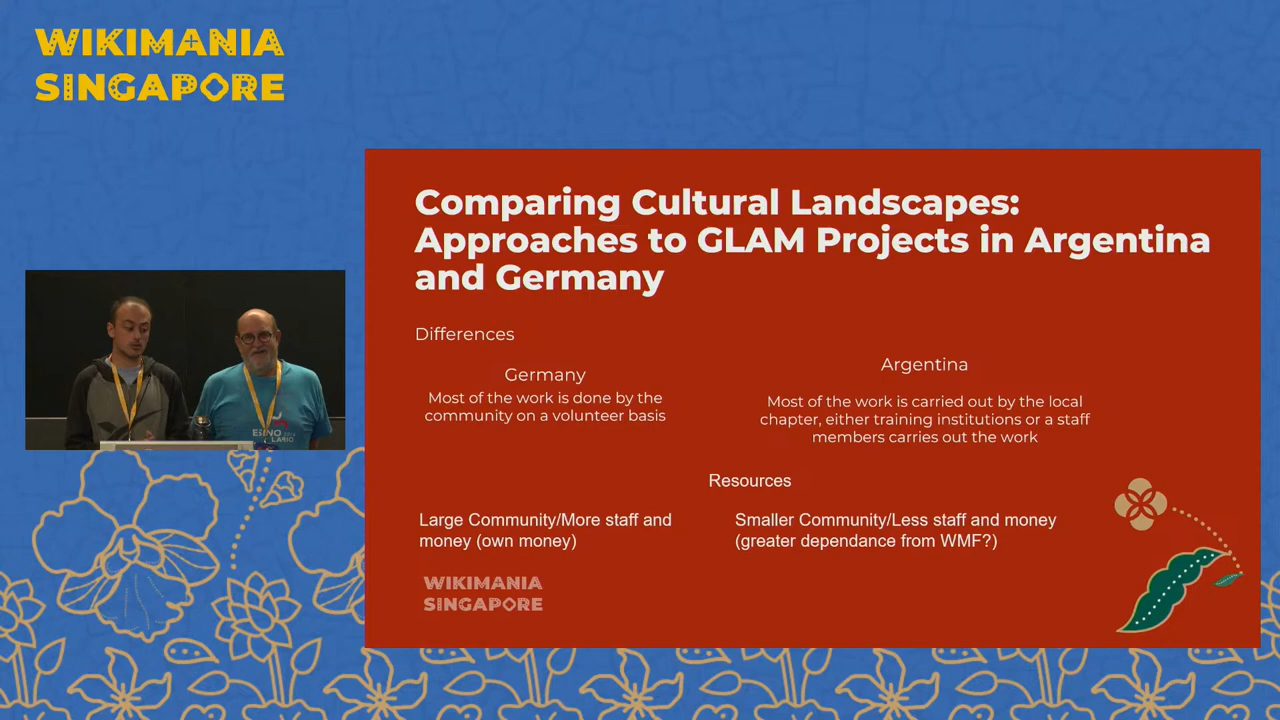 WIKIMANIA
SINGAPORE
Comparing Cultural Landscapes:
Approaches to GLAM Projects in Argentina
and Germany
Differences
Germany
Most of the work is done by the
community on a volunteer basis
Argentina
Most of the work is carried out by the local
chapter, either training institutions or a staff
members carries out the work
Resources
Large Community/More staff and
money (own money)
Smaller Community/Less staff and money
(greater dependance from WMF?)
WIKIMANIA
SINGAPORE